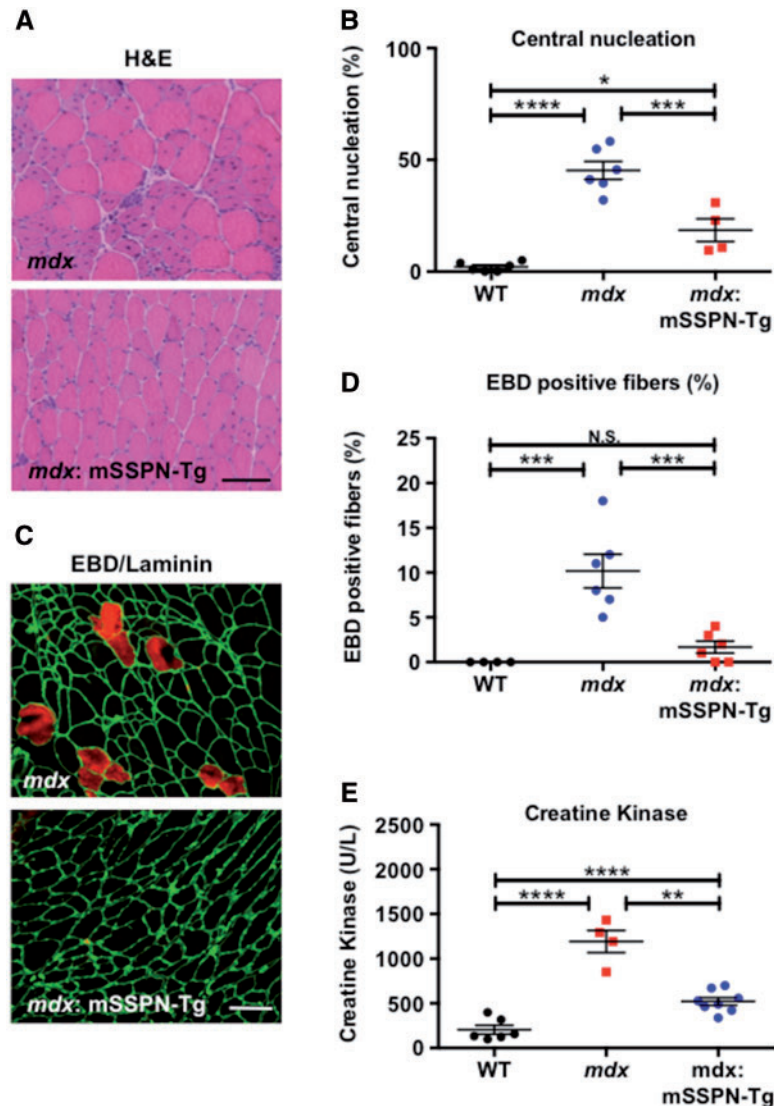 A
H&E
mdx
mdx: mSSPN-Tg
B
Central nucleation
Central nucleation (%)
100
50
0
*
****
***
WT
mdx
mdx:
mSSPN-Tg
C
EBD/Laminin
mdx
mdx: mSSPN-Tg
D
EBD positive fibers (%)
EBD positive fibers (%)
25
20
15
10
5
0
N.S.
***
***
WT
mdx
mdx:
mSSPN-Tg
E
Creatine Kinase
Creatine Kinase (U/L)
2500
2000
1500
1000
500
0
****
****
**
WT
mdx
mdx:
mSSPN-Tg